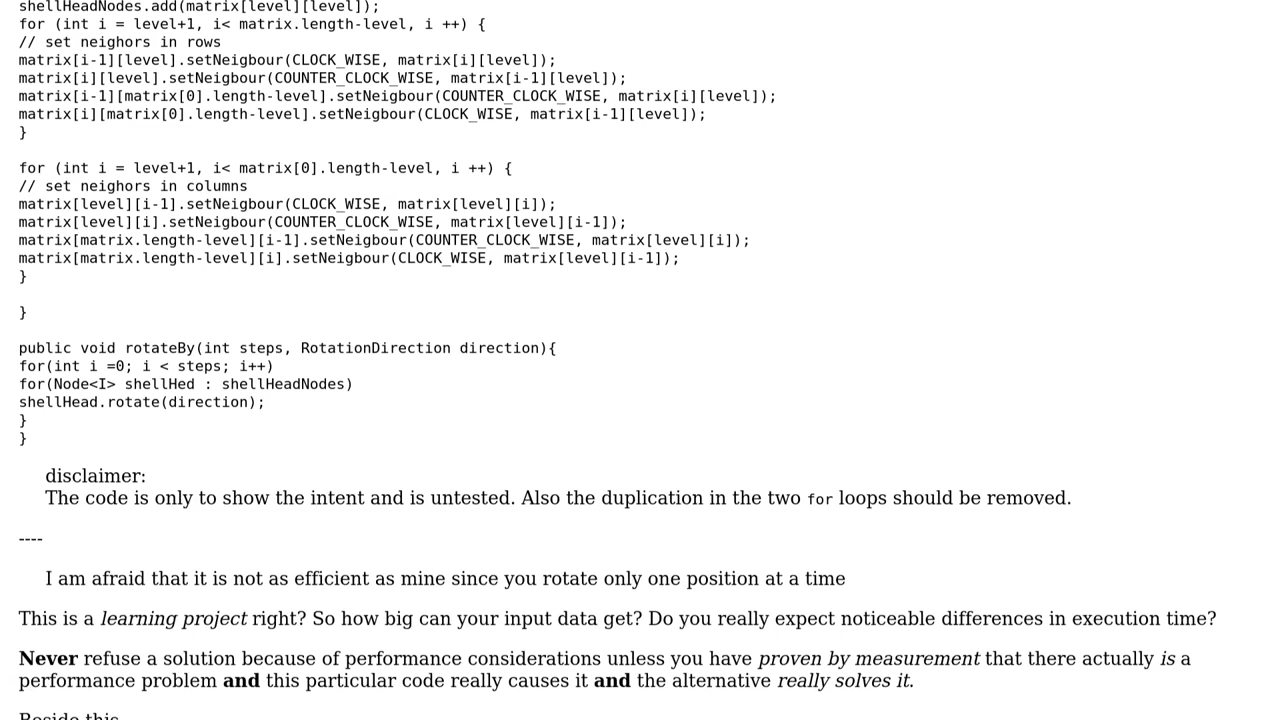 shellHeadNodes.add(matrix[level][level]);
for (int i = level+1, i< matrix.length-level, i ++) {
// set neighors in rows
matrix[i-1][level].setNeigbour(CLOCK_WISE, matrix[i][level]);
matrix[i][level].setNeigbour(COUNTER_CLOCK_WISE, matrix[i-1][level]);
matrix[i-1][matrix[0].length-level].setNeigbour(COUNTER_CLOCK_WISE, matrix[i][level]);
matrix[i][matrix[0].length-level].setNeigbour(CLOCK_WISE, matrix[i-1][level]);
}
for (int i = level+1, i< matrix[0].length-level, i ++) {
// set neighors in columns
matrix[level][i-1].setNeigbour(CLOCK_WISE, matrix[level][i]);
matrix[level][i].setNeigbour(COUNTER_CLOCK_WISE, matrix[level][i-1]);
matrix[matrix.length-level][i-1].setNeigbour(COUNTER_CLOCK_WISE, matrix[level][i]);
matrix[matrix.length-level][i].setNeigbour(CLOCK_WISE, matrix[level][i-1]);
}
}
public void rotateBy(int steps, RotationDirection direction){
for(int i =0; i < steps; i++)
for(Node<I> shellHed : shellHeadNodes)
shellHead.rotate(direction);
}
}
disclaimer:
The code is only to show the intent and is untested. Also the duplication in the two for loops should be removed.
----
I am afraid that it is not as efficient as mine since you rotate only one position at a time
This is a learning project right? So how big can your input data get? Do you really expect noticeable differences in execution time?
Never refuse a solution because of performance considerations unless you have proven by measurement that there actually is a
performance problem and this particular code really causes it and the alternative really solves it.
Beside this